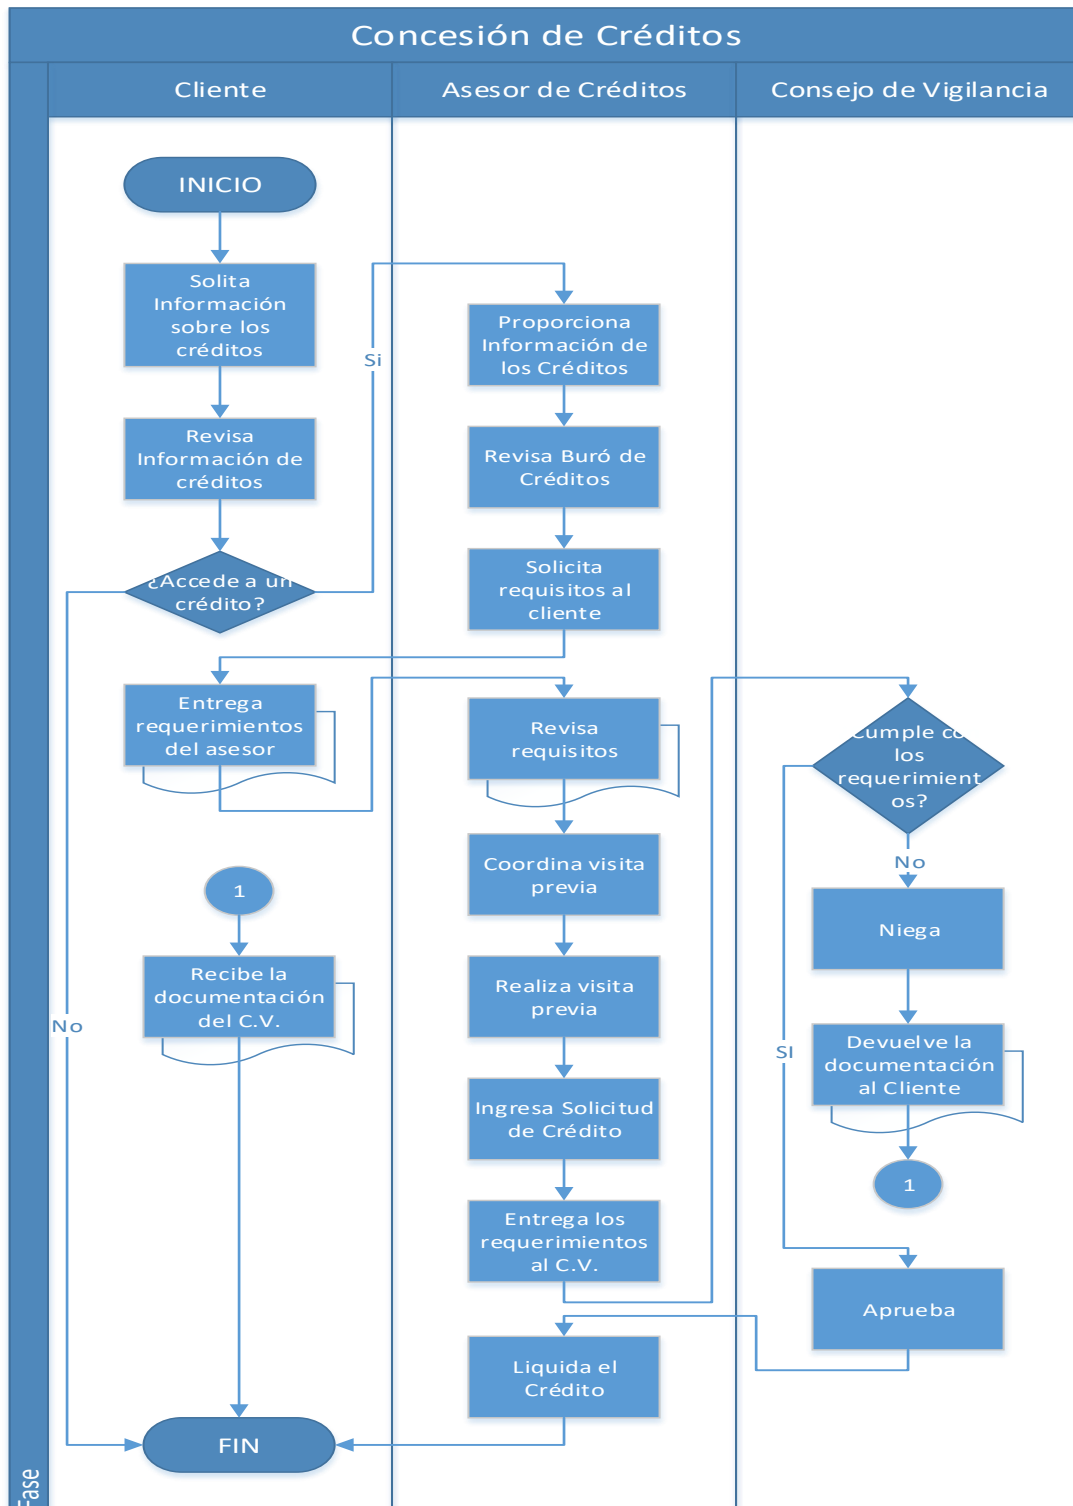 Concesión de Créditos
Cliente
Asesor de Créditos
Consejo de Vigilancia
INICIO
Solita
Información
sobre los
créditos
Revisa
Información de
créditos
¿Accede a un
crédito?
Si
No
Entrega
requerimientos
del asesor
1
Recibe la
documentación
del C.V.
FIN
Proporciona
Información de
los Créditos
Revisa Buró de
Créditos
Solicita
requisitos al
cliente
Revisa
requisitos
Coordina visita
previa
Realiza visita
previa
Ingresa Solicitud
de Crédito
Entrega los
requerimientos
al C.V.
Liquida el
Crédito
Cumple co
los
requerimient
os?
No
SI
Niega
Devuelve la
documentación
al Cliente
1
Aprueba
Fase